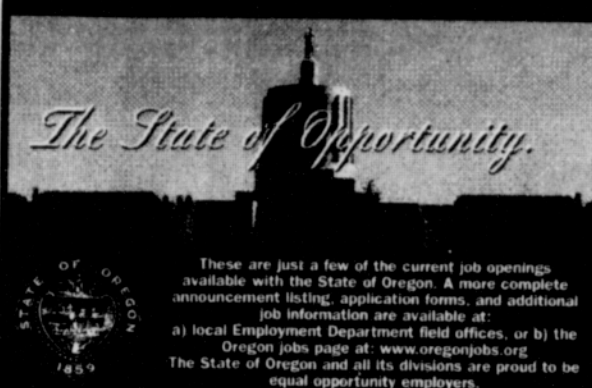 The State of Opportunity.
STATE OF OREGON
1859
These are just a few of the current job openings
available with the State of Oregon. A more complete
announcement listing, application forms, and additional
job information are available at:
a) local Employment Department field offices, or b) the
Oregon jobs page at: www.oregonjobs.org
The State of Oregon and all its divisions are proud to be
equal opportunity employers.